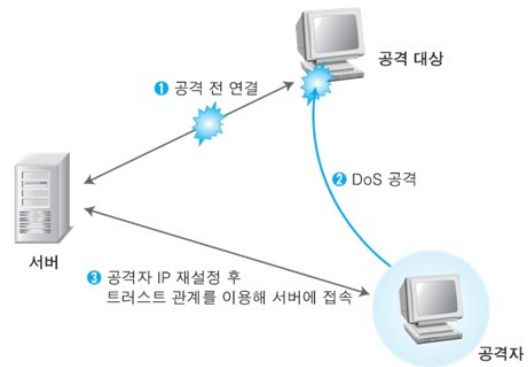 공격 대상
❶ 공격 전 연결
❷ DoS 공격
서버
❸ 공격자 IP 재설정 후
트러스트 관계를 이용해 서버에 접속
공격자